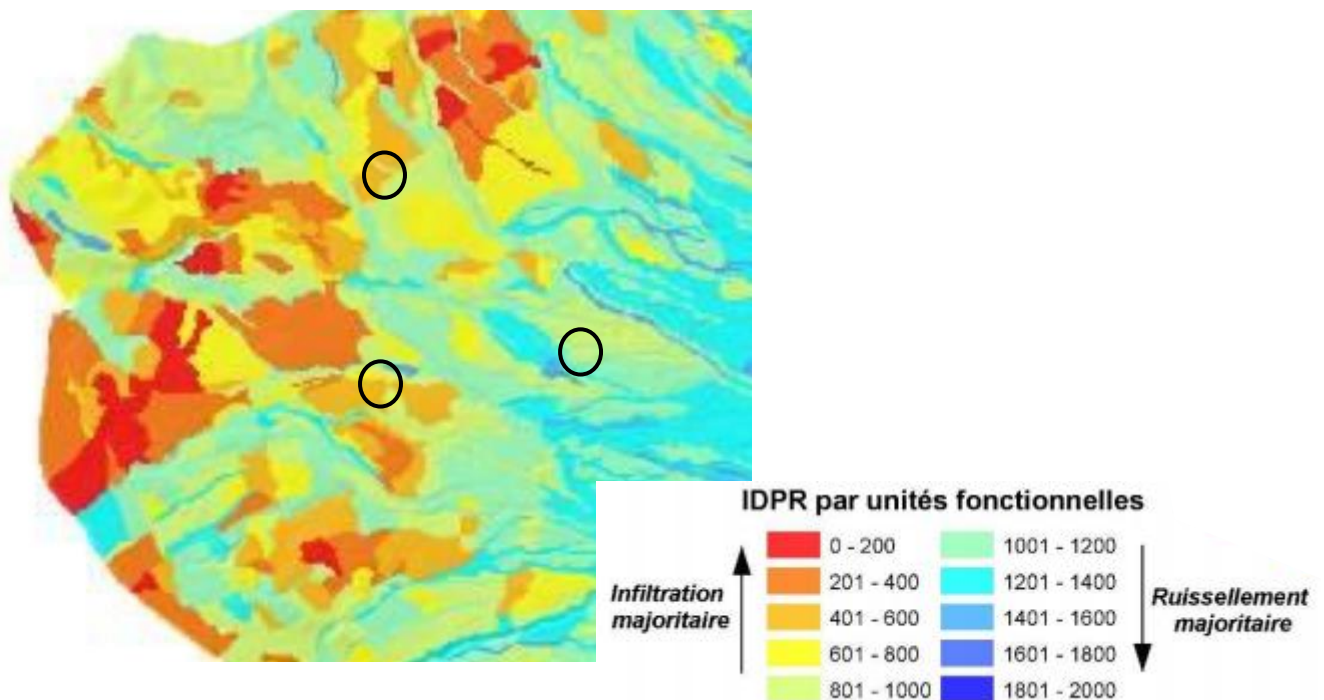 IDPR par unités fonctionnelles
Infiltration
majoritaire
0 - 200
201 - 400
401 - 600
601 - 800
801 - 1000
1001 - 1200
1201 - 1400
1401 - 1600
1601 - 1800
1801 - 2000
Ruissellement
majoritaire